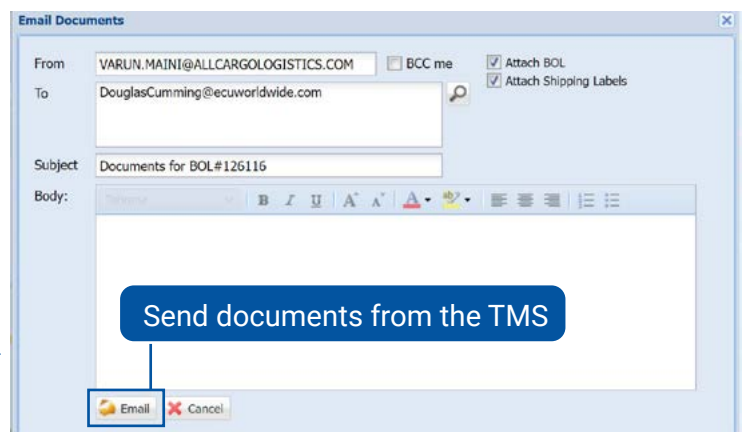 Email Documents
From VARUN.MAINI@ALLCARGOLOGISTICS.COM BCC me Attach BOL
Attach Shipping Labels
To DouglasCumming@ecuworldwide.com
Subject Documents for BOL#126116
Body: B I U A A A ab
Send documents from the TMS
Email Cancel